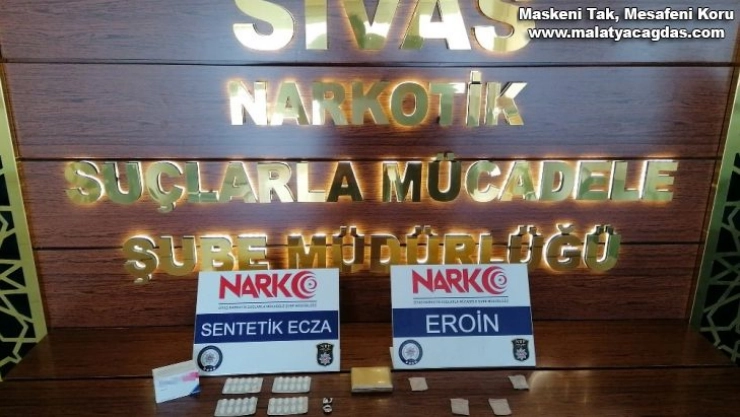 Maskeni Tak, Mesafeni Koru
www.malatyacagdas.com
SİVAS
NARKOTİK
SUÇLARLA MÜCADELE
ŞUBE MÜDÜRLÜĞÜ
NARKO
SENTETİK ECZA
NARKO
EROİN